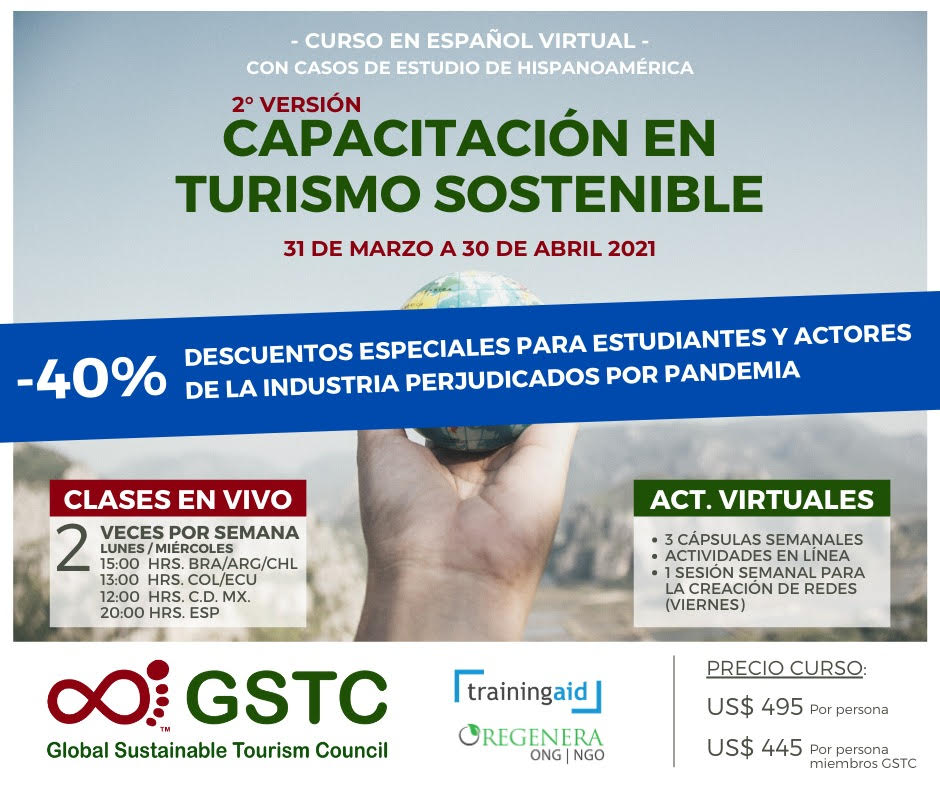 - CURSO EN ESPAÑOL VIRTUAL -
CON CASOS DE ESTUDIO DE HISPANOAMÉRICA
2º VERSIÓN
CAPACITACIÓN EN
TURISMO SOSTENIBLE
31 DE MARZO A 30 DE ABRIL 2021
-40%
DESCUENTOS ESPECIALES PARA ESTUDIANTES Y ACTORES
DE LA INDUSTRIA PERJUDICADOS POR PANDEMIA
CLASES EN VIVO
2
VECES POR SEMANA
LUNES / MIÉRCOLES
15:00 HRS. BRA/ARG/CHL
13:00 HRS. COL/ECU
12:00 HRS. C.D. MX.
20:00 HRS. ESP
ACT. VIRTUALES
• 3 CÁPSULAS SEMANALES
• ACTIVIDADES EN LÍNEA
• 1 SESIÓN SEMANAL PARA
LA CREACIÓN DE REDES
(VIERNES)
GSTC
TM
Global Sustainable Tourism Council
trainingaid
REGENERA
ONG | NGO
PRECIO CURSO:
US$ 495 Por persona
US$ 445 Por persona
miembros GSTC